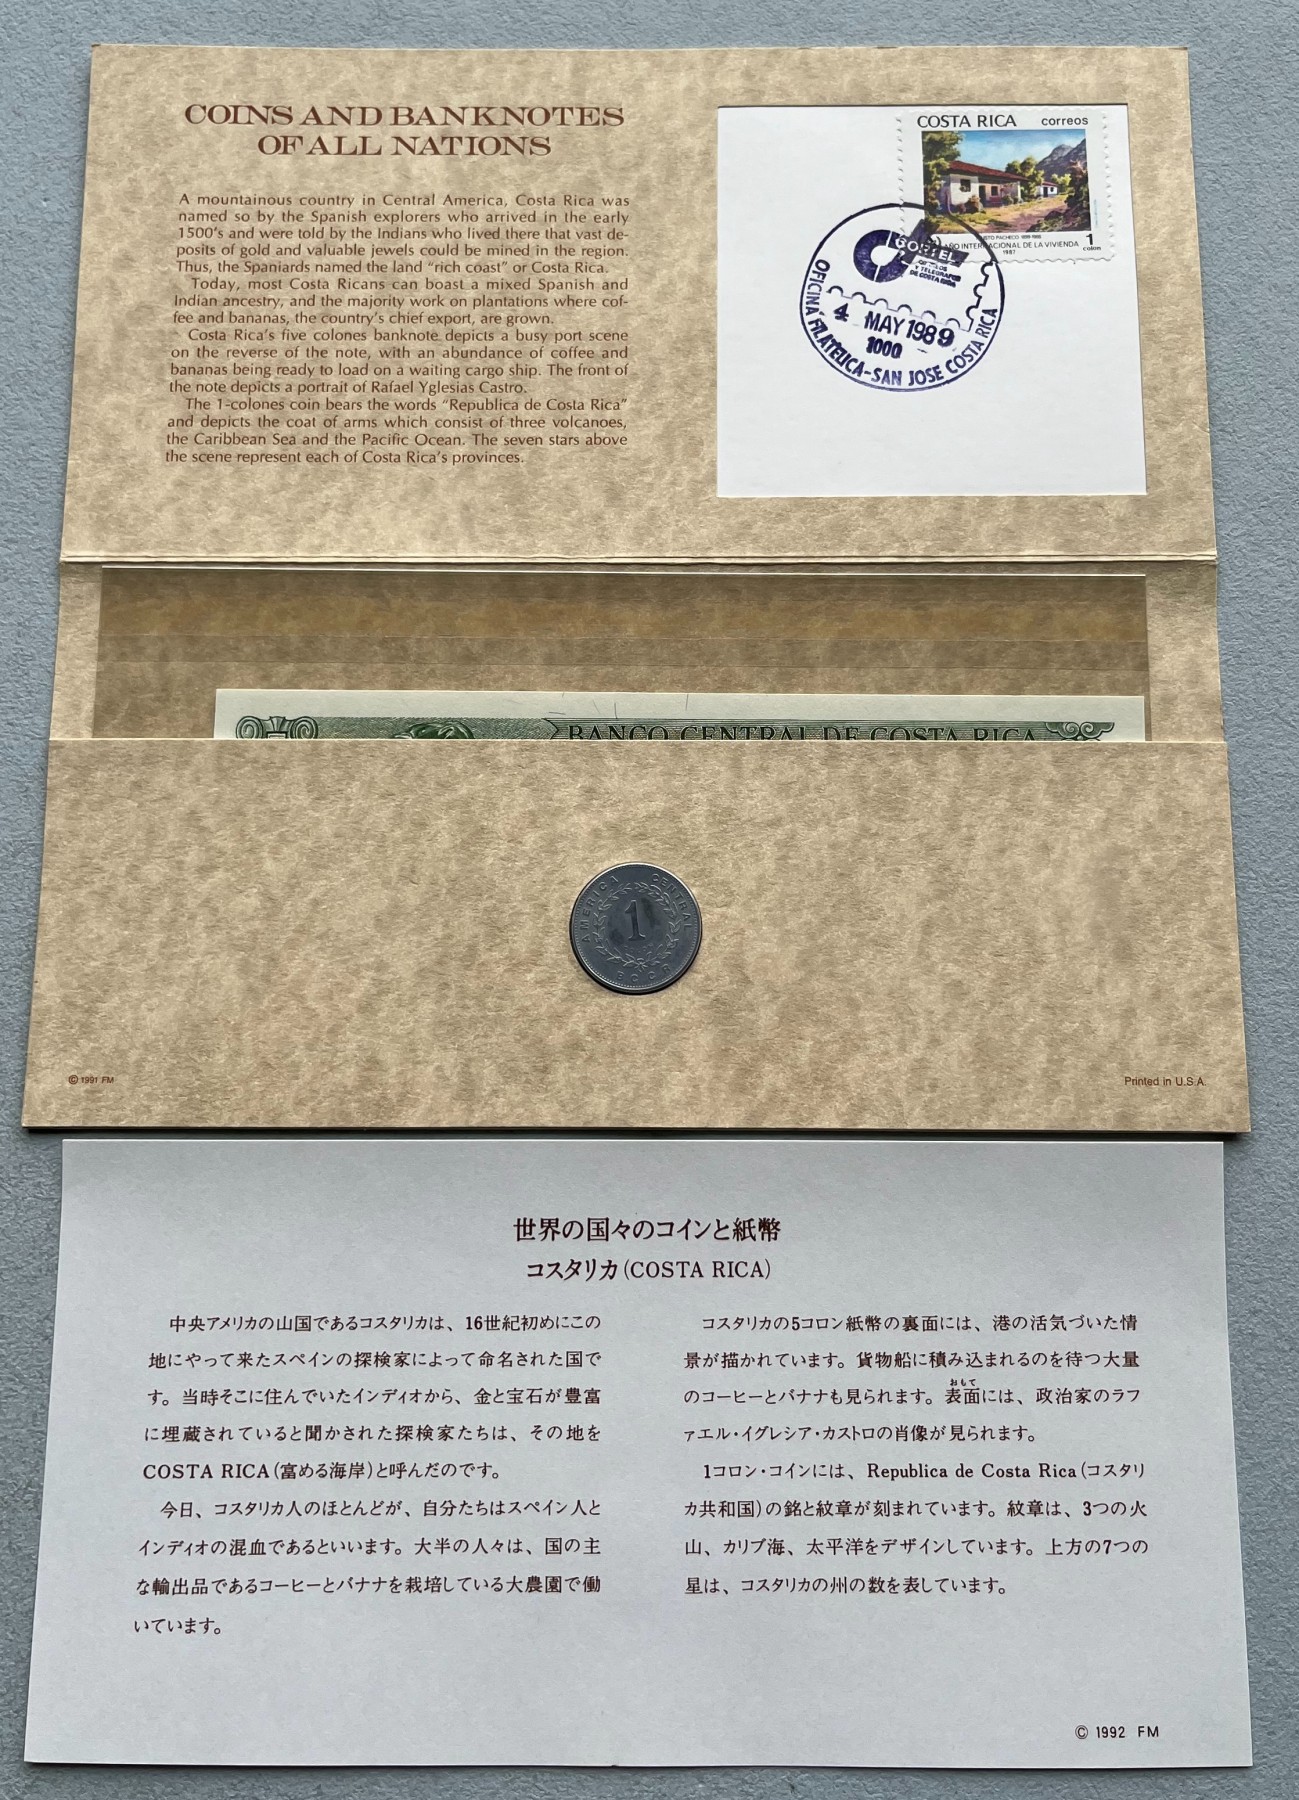 COINS AND BANKNOTES
OF ALL NATIONS
A mountainous country in Central America, Costa Rica was
named so by the Spanish explorers who arrived in the early
1500's and were told by the Indians who lived there that vast de-
posits of gold and valuable jewels could be mined in the region.
Thus, the Spaniards named the land "rich coast" or Costa Rica.
Today, most Costa Ricans can boast a mixed Spanish and
Indian ancestry, and the majority work on plantations where cof-
fee and bananas, the country's chief export, are grown.
Costa Rica's five colones banknote depicts a busy port scene
on the reverse of the note, with an abundance of coffee and
bananas being ready to load on a waiting cargo ship. The front of
the note depicts a portrait of Rafael Yglesias Castro.
The 1-colones coin bears the words "Republica de Costa Rica"
and depicts the coat of arms which consist of three volcanoes,
the Caribbean Sea and the Pacific Ocean. The seven stars above
the scene represent each of Costa Rica's provinces.
COSTA RICA correos
AÑO INTERNACIONAL DE LA VIVIENDA 1
1987 colon
CORTEL
Y TELEGRAFOS
DE COSTA RICA
4 MAY 1989
1000
OFICINA FILATELICA-SAN JOSE COSTA RICA
BANCO CENTRAL DE COSTA RICA
AMERICA CENTRAL
1
BCCR
© 1991 FM
Printed in U.S.A.
世界の国々のコインと紙幣
コスタリカ(COSTA RICA)
中央アメリカの山国であるコスタリカは、16世紀初めにこの
地にやって来たスペインの探検家によって命名された国で
す。当時そこに住んでいたインディオから、金と宝石が豊富
に埋蔵されていると聞かされた探検家たちは、その地を
COSTA RICA(富める海岸)と呼んだのです。
今日、コスタリカ人のほとんどが、自分たちはスペイン人と
インディオの混血であるといいます。大半の人々は、国の主
な輸出品であるコーヒーとバナナを栽培している大農園で働
いています。
コスタリカの5コロン紙幣の裏面には、港の活気づいた情
景が描かれています。貨物船に積み込まれるのを待つ大量
おもて
のコーヒーとバナナも見られます。表面には、政治家のラフ
ァエル・イグレシア・カストロの肖像が見られます。
1コロン・コインには、Republica de Costa Rica(コスタリ
カ共和国)の銘と紋章が刻まれています。紋章は、3つの火
山、カリブ海、太平洋をデザインしています。上方の7つの
星は、コスタリカの州の数を表しています。
© 1992 FM